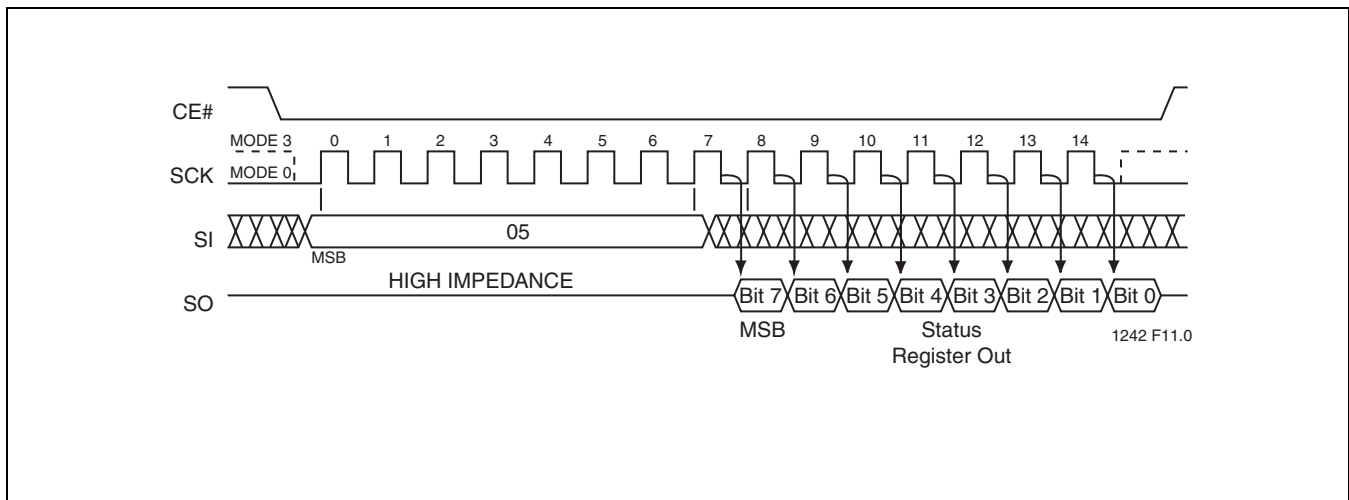 CE#
MODE 3 0 1 2 3 4 5 6 7 8 9 10 11 12 13 14
SCK MODE 0
SI 05
MSB
HIGH IMPEDANCE
SO Bit 7 Bit 6 Bit 5 Bit 4 Bit 3 Bit 2 Bit 1 Bit 0
MSB Status 1242 F11.0
Register Out